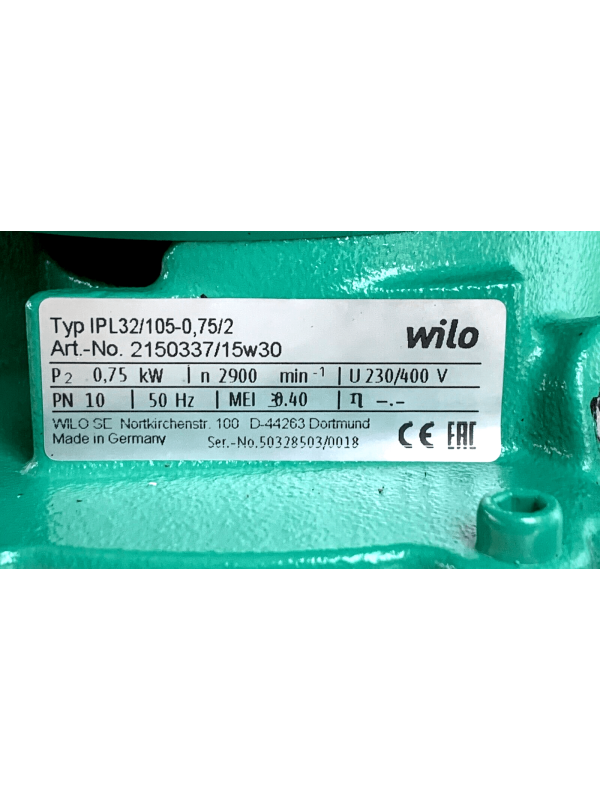 Typ IPL32/105-0,75/2
wilo
Art.-No. 2150337/15w30
P2 0,75 kW | n 2900 min-1 | U 230/400 V
PN 10 | 50 Hz | MEI ≥0.40 | η –.–
WILO SE Nortkirchenstr. 100 D-44263 Dortmund
Made in Germany Ser.-No.50328503/0018 CE EAC